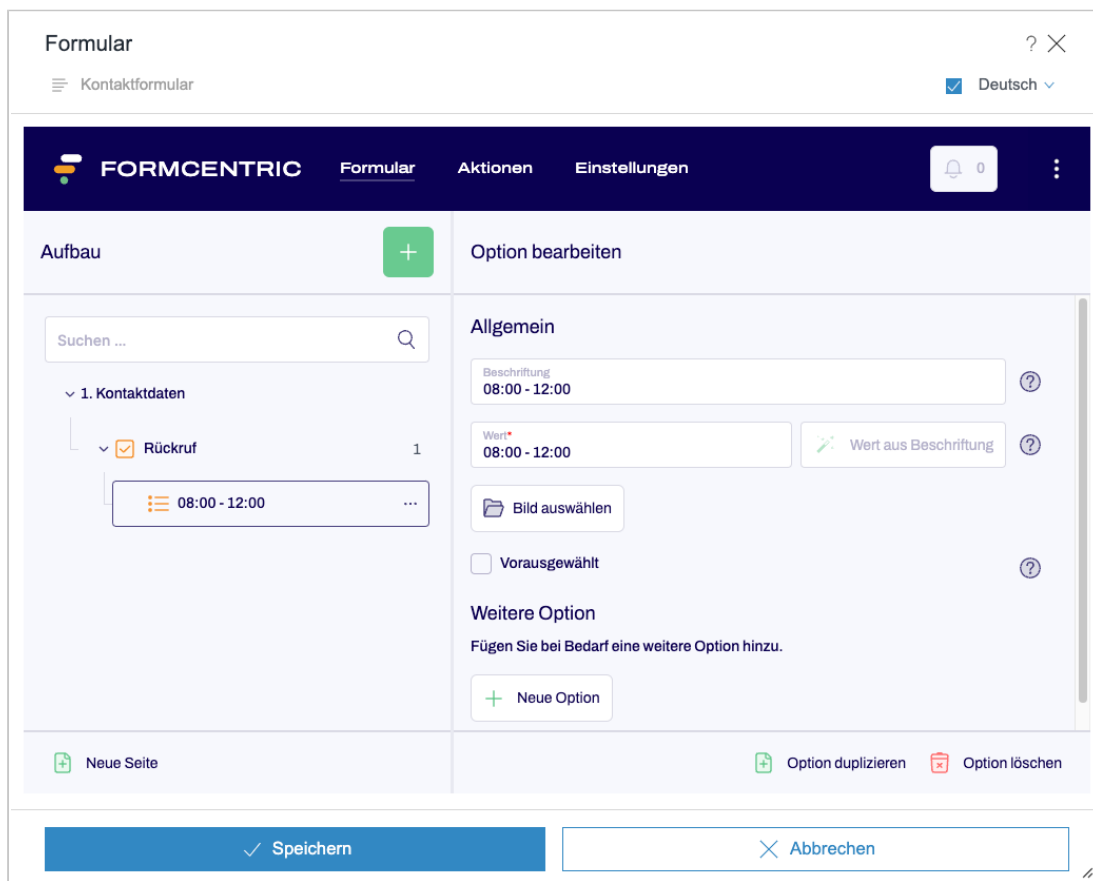 Formular
?
Kontaktformular
Deutsch
FORMCENTRIC Formular Aktionen Einstellungen 0
Aufbau
+
Option bearbeiten
Suchen ...
1. Kontaktdaten
Rückruf 1
08:00 - 12:00 ...
Allgemein
Beschriftung
08:00 - 12:00
?
Wert*
08:00 - 12:00
Wert aus Beschriftung
?
Bild auswählen
Vorausgewählt
?
Weitere Option
Fügen Sie bei Bedarf eine weitere Option hinzu.
+ Neue Option
Neue Seite
Option duplizieren
Option löschen
Speichern
Abbrechen